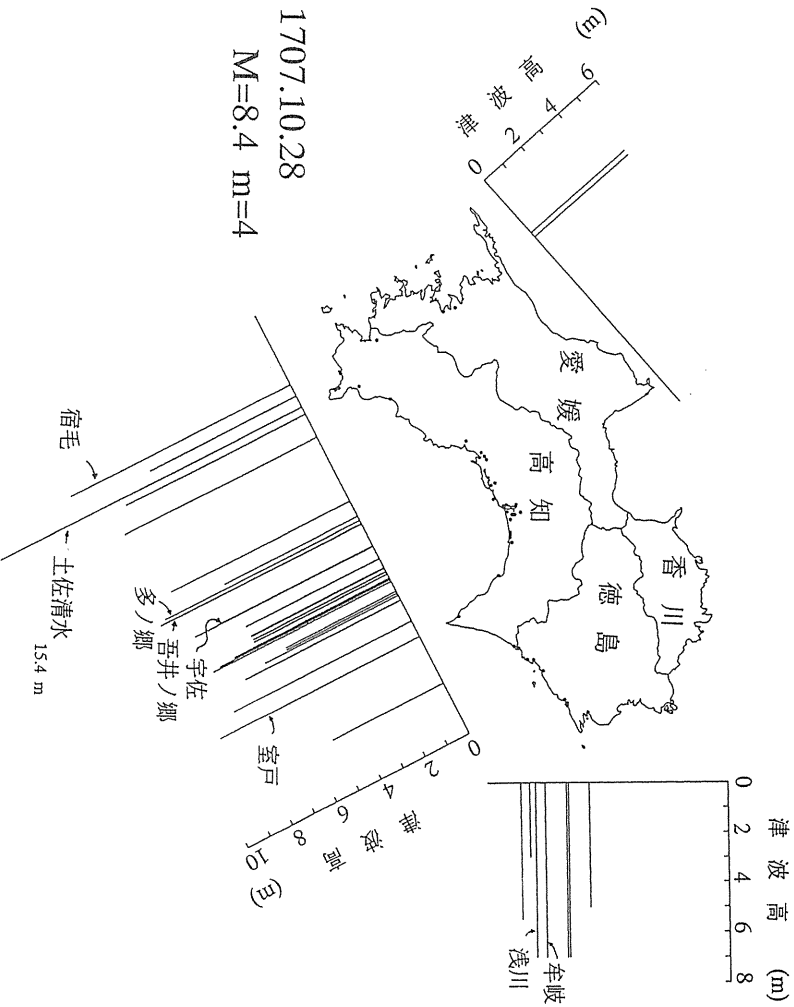 1707.10.28
M=8.4 m=4
津波高 (m)
0 2 4 6
愛媛
高知
香川
徳島
宿毛
土佐清水
15.4 m
多ノ郷
吾井ノ郷
宇佐
室戸
0 2 4 6 8 10
津波高 (m)
津波高 (m)
0 2 4 6 8
浅川
牟岐